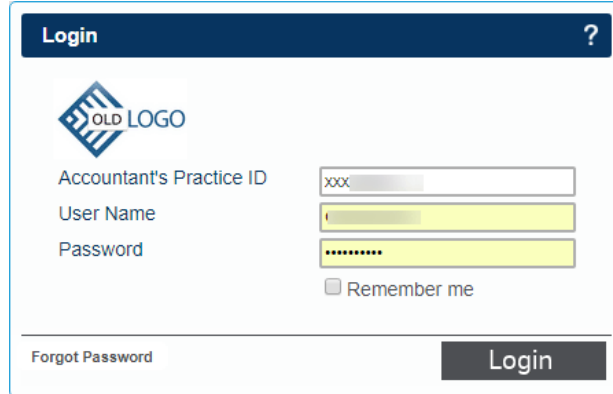 Login ?
OLD LOGO
Accountant's Practice ID xxx
User Name
Password ••••••••••
Remember me
Forgot Password Login